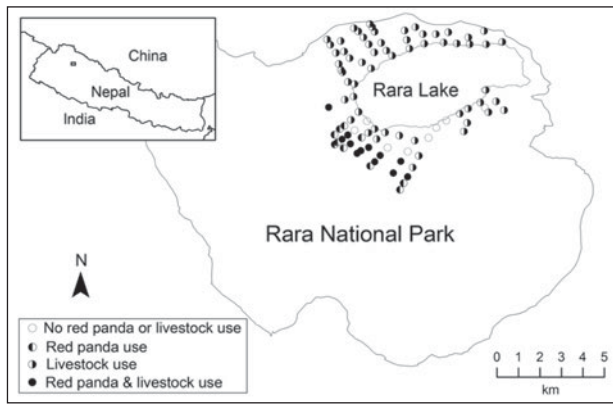 China
Nepal
India
Rara Lake
Rara National Park
N
No red panda or livestock use
Red panda use
Livestock use
Red panda & livestock use
0 1 2 3 4 5
km